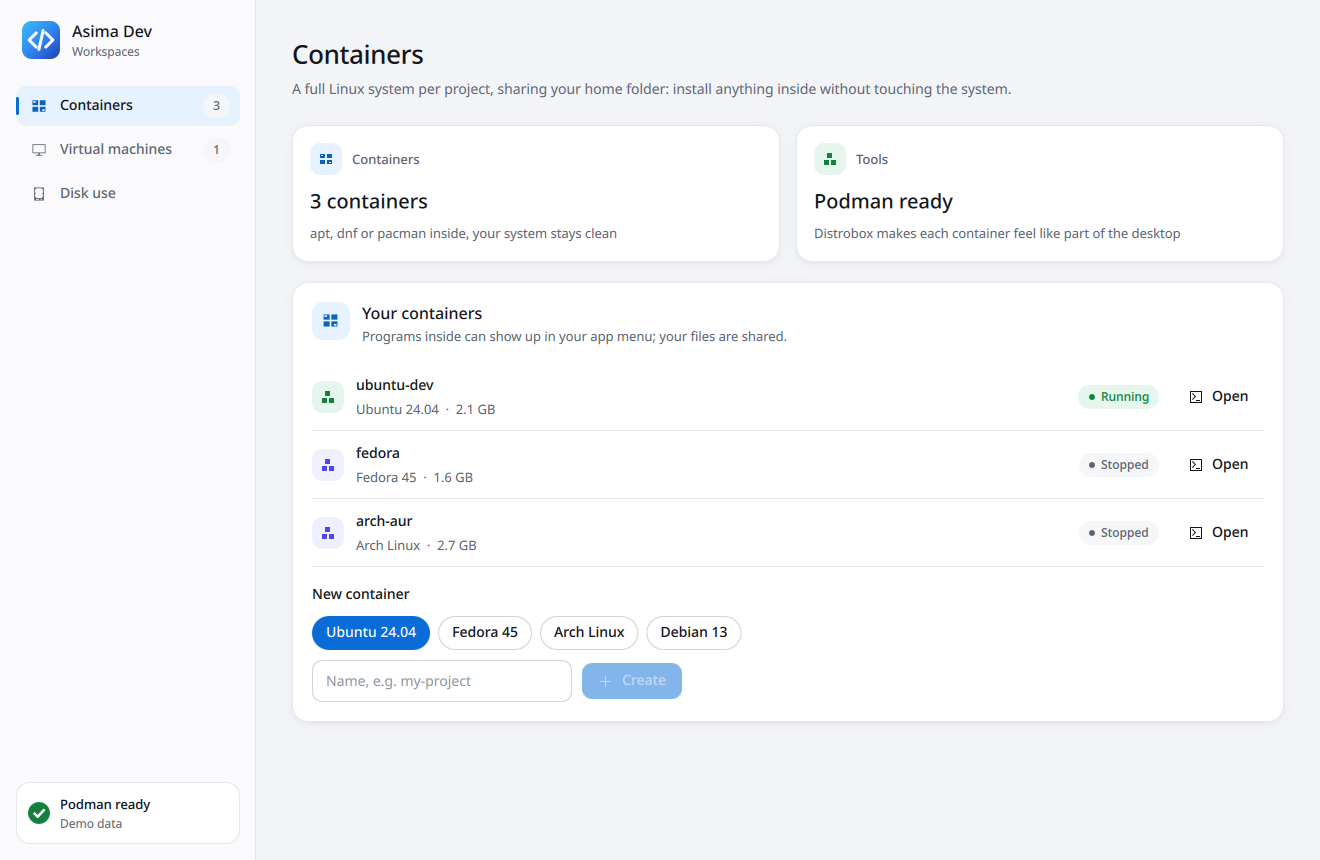 Asima Dev
Workspaces
Containers 3
Virtual machines 1
Disk use
Podman ready
Demo data
Containers
A full Linux system per project, sharing your home folder: install anything inside without touching the system.
Containers
3 containers
apt, dnf or pacman inside, your system stays clean
Tools
Podman ready
Distrobox makes each container feel like part of the desktop
Your containers
Programs inside can show up in your app menu; your files are shared.
ubuntu-dev
Ubuntu 24.04 · 2.1 GB
Running Open
fedora
Fedora 45 · 1.6 GB
Stopped Open
arch-aur
Arch Linux · 2.7 GB
Stopped Open
New container
Ubuntu 24.04 Fedora 45 Arch Linux Debian 13
Name, e.g. my-project + Create